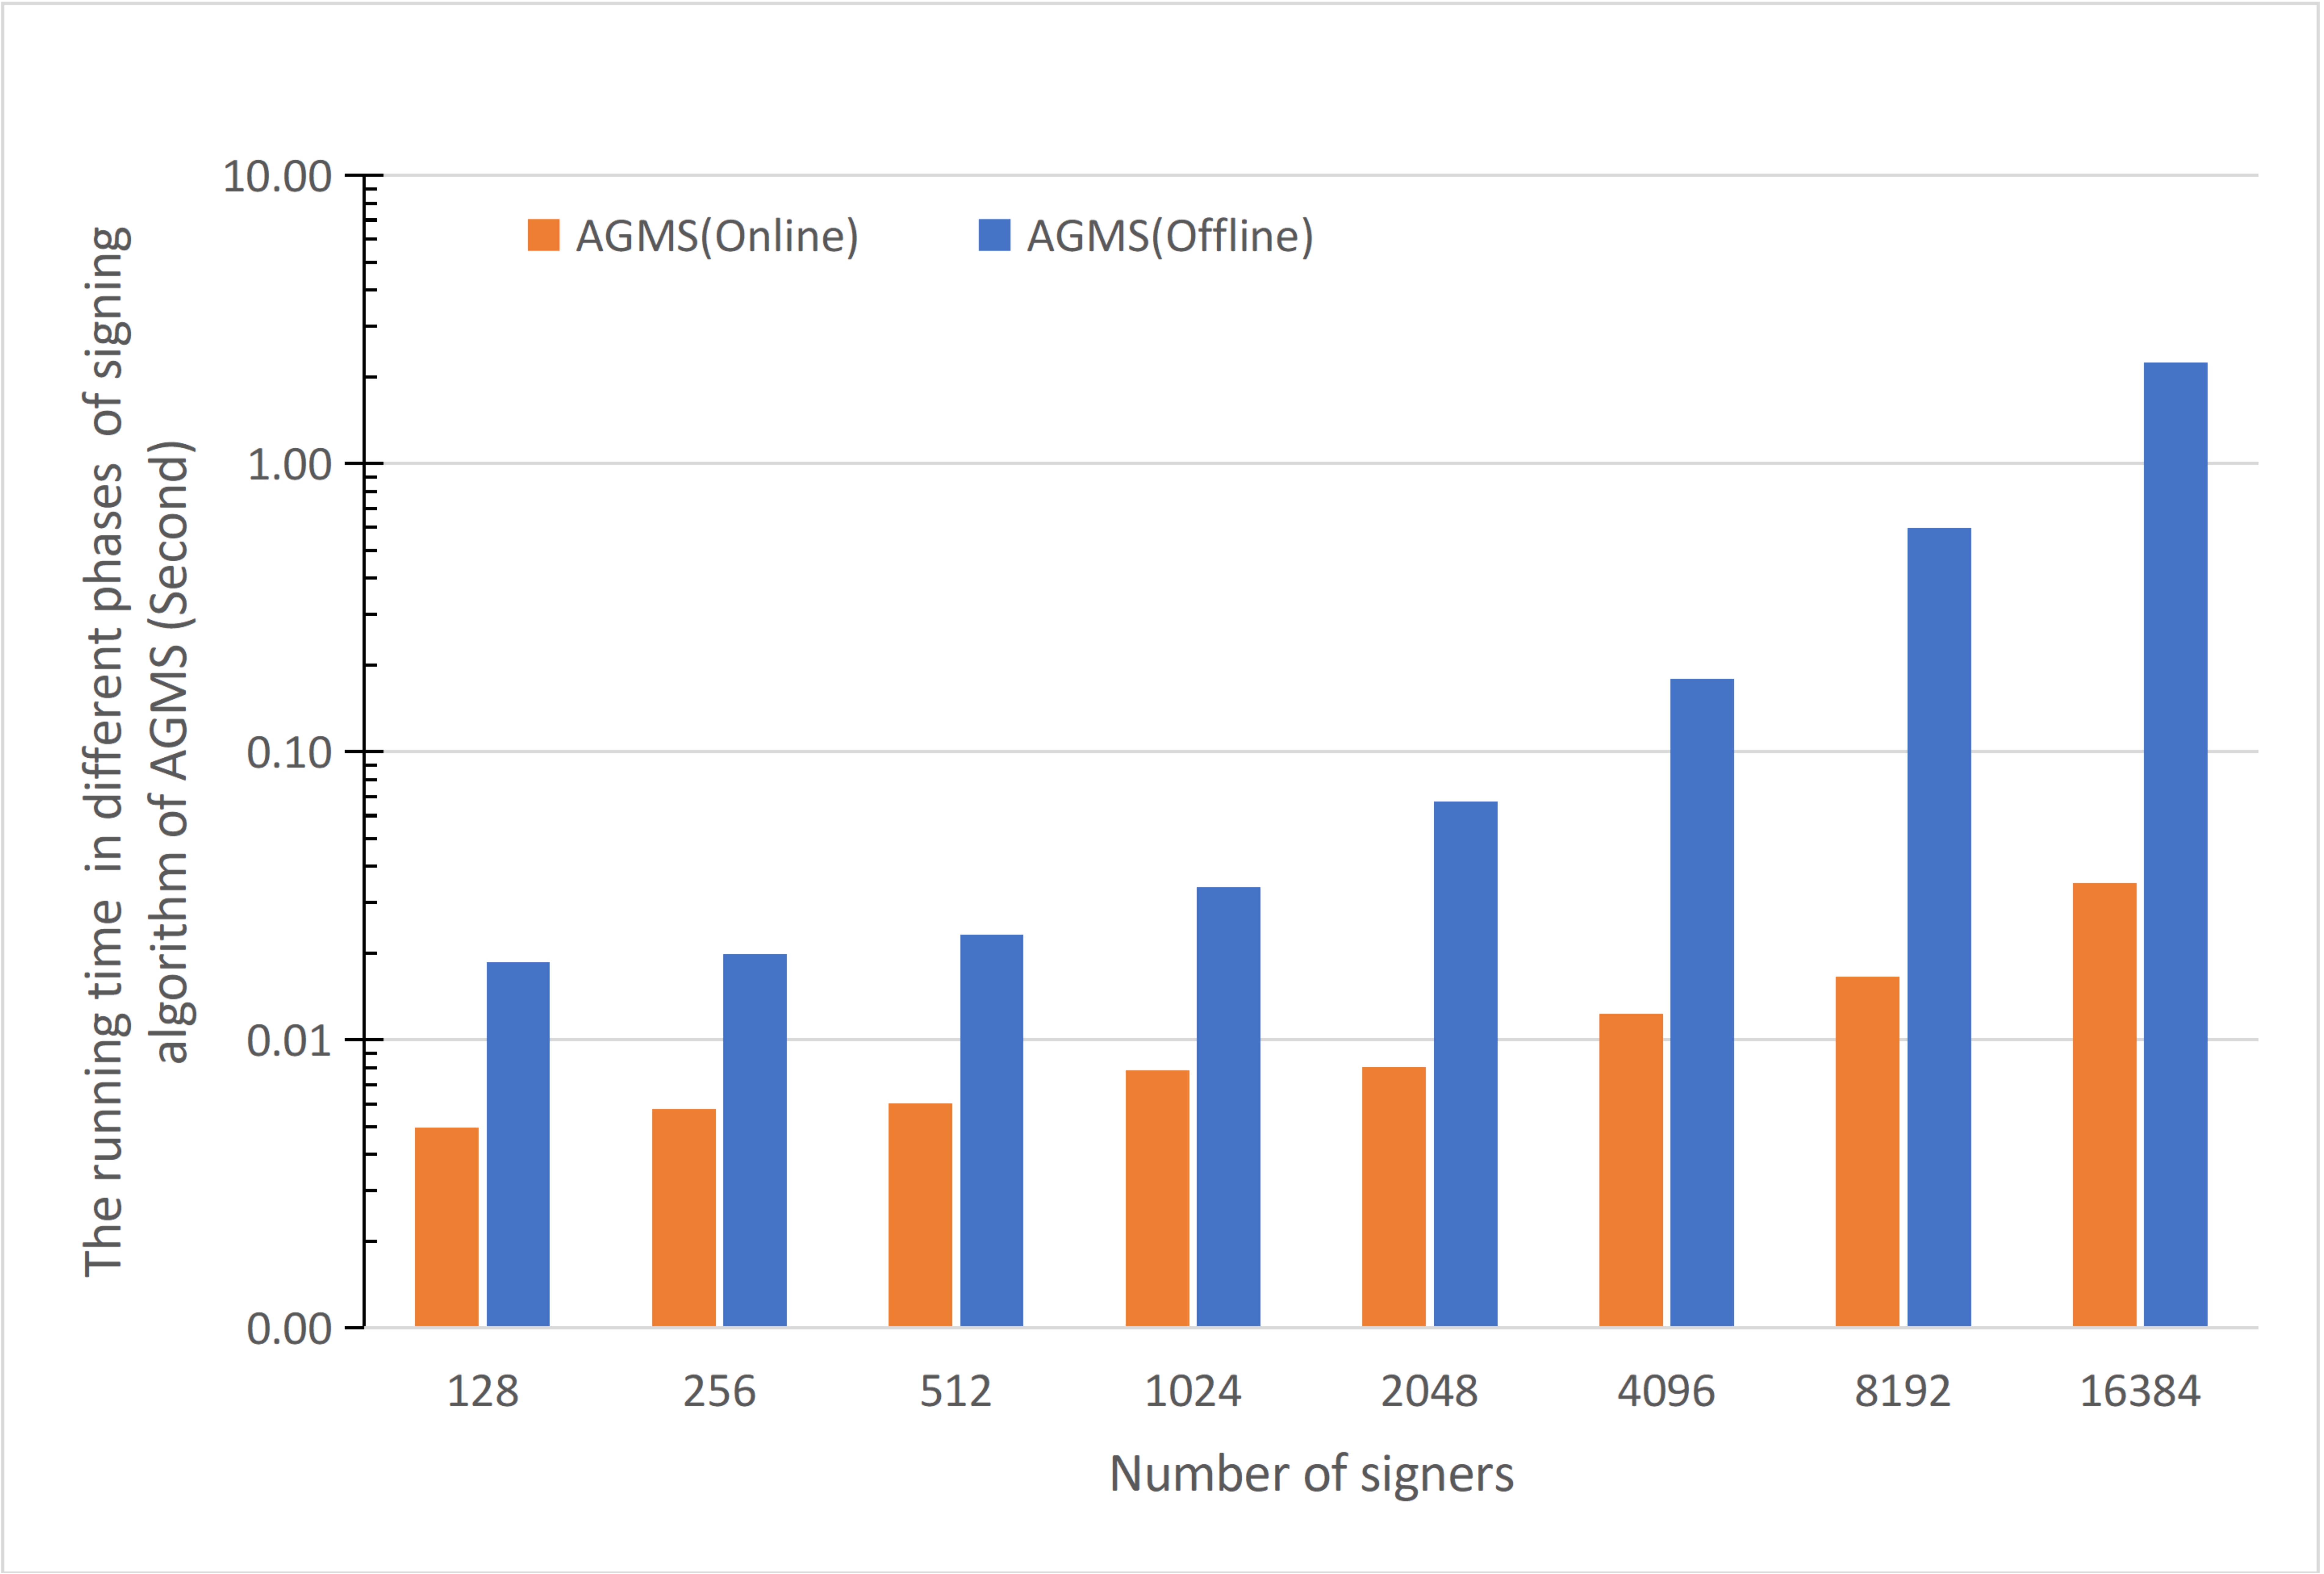 The running time in different phases of signing
algorithm of AGMS (Second)
10.00
1.00
0.10
0.01
0.00
AGMS(Online) AGMS(Offline)
128 256 512 1024 2048 4096 8192 16384
Number of signers